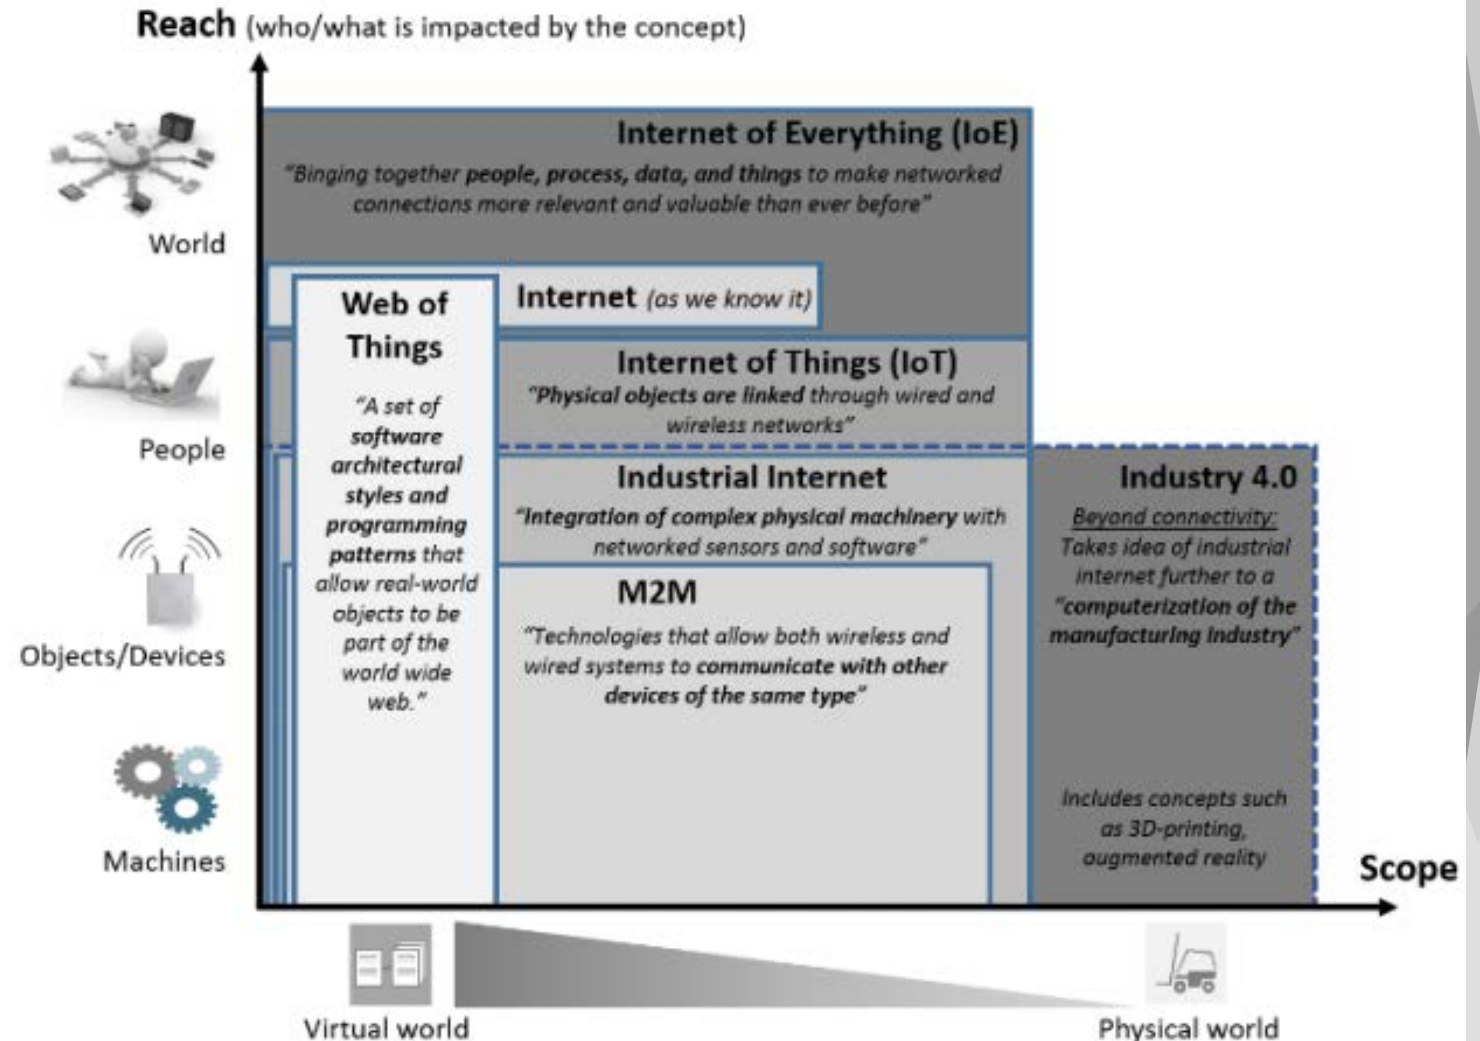 Reach (who/what is impacted by the concept)
Internet of Everything (IoE)
"Binging together people, process, data, and things to make networked
connections more relevant and valuable than ever before"
World
Internet (as we know it)
Web of
Things
"A set of
software
architectural
styles and
programming
patterns that
allow real-world
objects to be
part of the
world wide
web."
Internet of Things (IoT)
"Physical objects are linked through wired and
wireless networks"
People
Industrial Internet
"Integration of complex physical machinery with
networked sensors and software"
Industry 4.0
Beyond connectivity:
Takes idea of industrial
internet further to a
"computerization of the
manufacturing industry"
M2M
"Technologies that allow both wireless and
wired systems to communicate with other
devices of the same type"
Objects/Devices
Includes concepts such
as 3D-printing,
augmented reality
Machines
Scope
Virtual world
Physical world